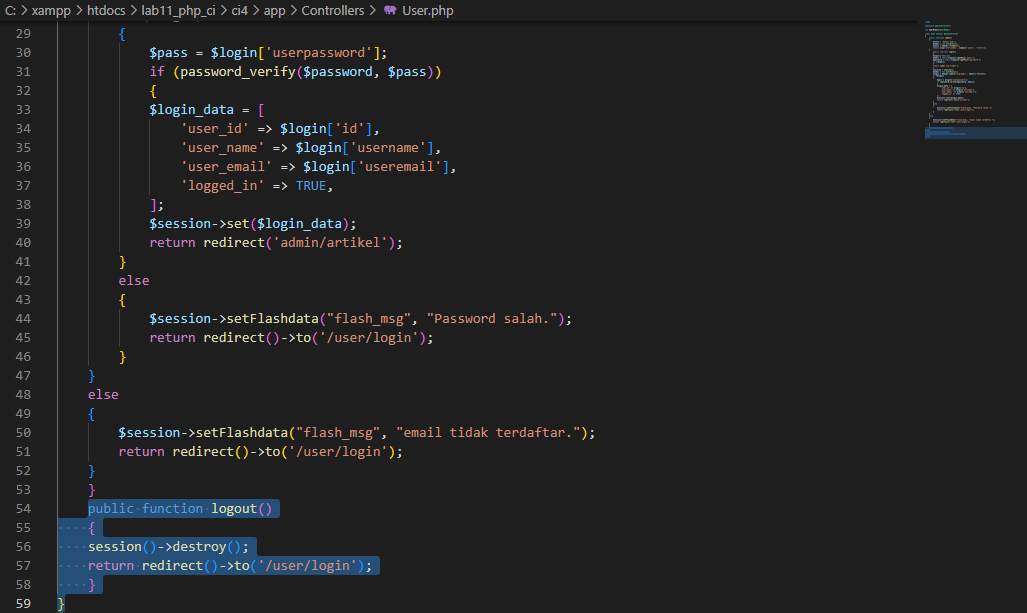 C: > xampp > htdocs > lab11_php_ci > ci4 > app > Controllers > User.php
29 {
30 $pass = $login['userpassword'];
31 if (password_verify($password, $pass))
32 {
33 $login_data = [
34 'user_id' => $login['id'],
35 'user_name' => $login['username'],
36 'user_email' => $login['useremail'],
37 'logged_in' => TRUE,
38 ];
39 $session->set($login_data);
40 return redirect('admin/artikel');
41 }
42 else
43 {
44 $session->setFlashdata("flash_msg", "Password salah.");
45 return redirect()->to('/user/login');
46 }
47 }
48 else
49 {
50 $session->setFlashdata("flash_msg", "email tidak terdaftar.");
51 return redirect()->to('/user/login');
52 }
53 }
54 public function logout()
55 {
56 session()->destroy();
57 return redirect()->to('/user/login');
58 }
59 }